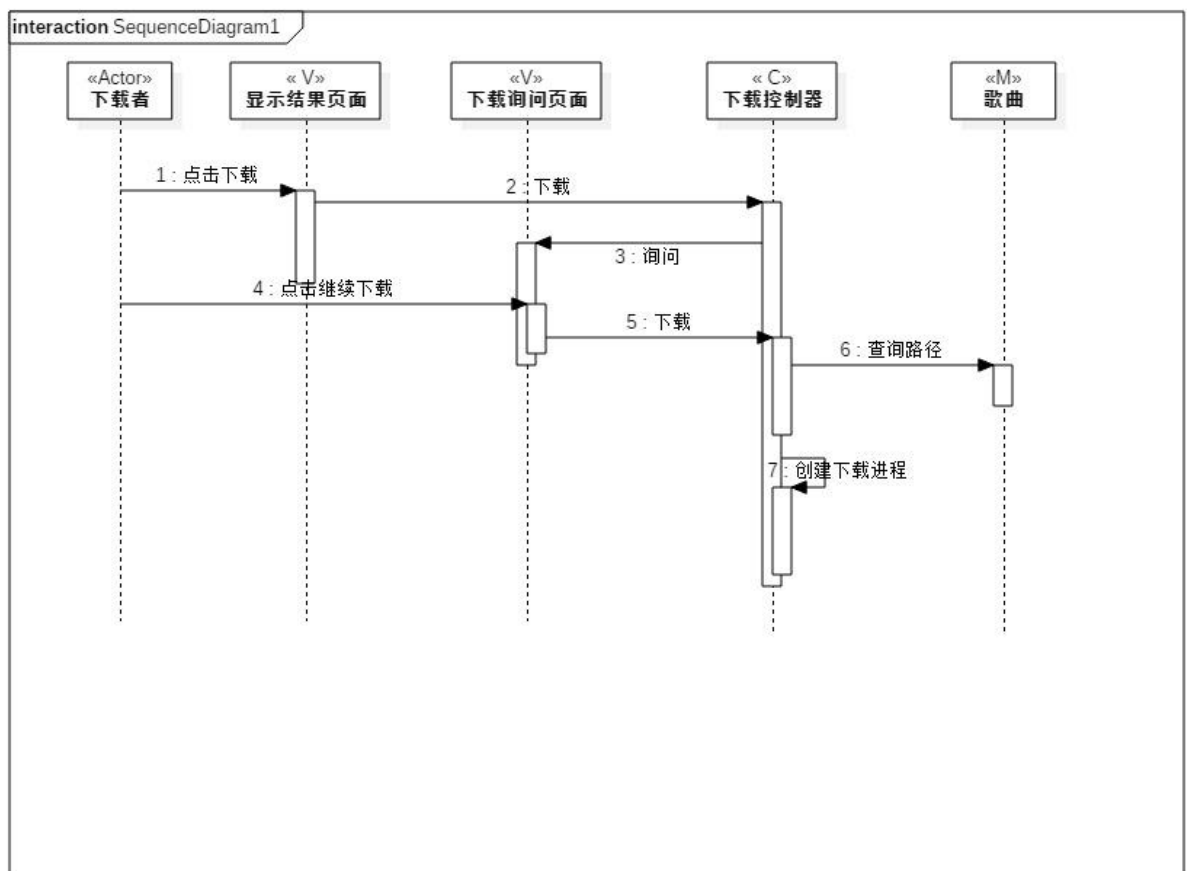 interaction SequenceDiagram1
«Actor»
下载者
« V»
显示结果页面
«V»
下载询问页面
« C»
下载控制器
«M»
歌曲
1 : 点击下载
2 : 下载
3 : 询问
4 : 点击继续下载
5 : 下载
6 : 查询路径
7 : 创建下载进程